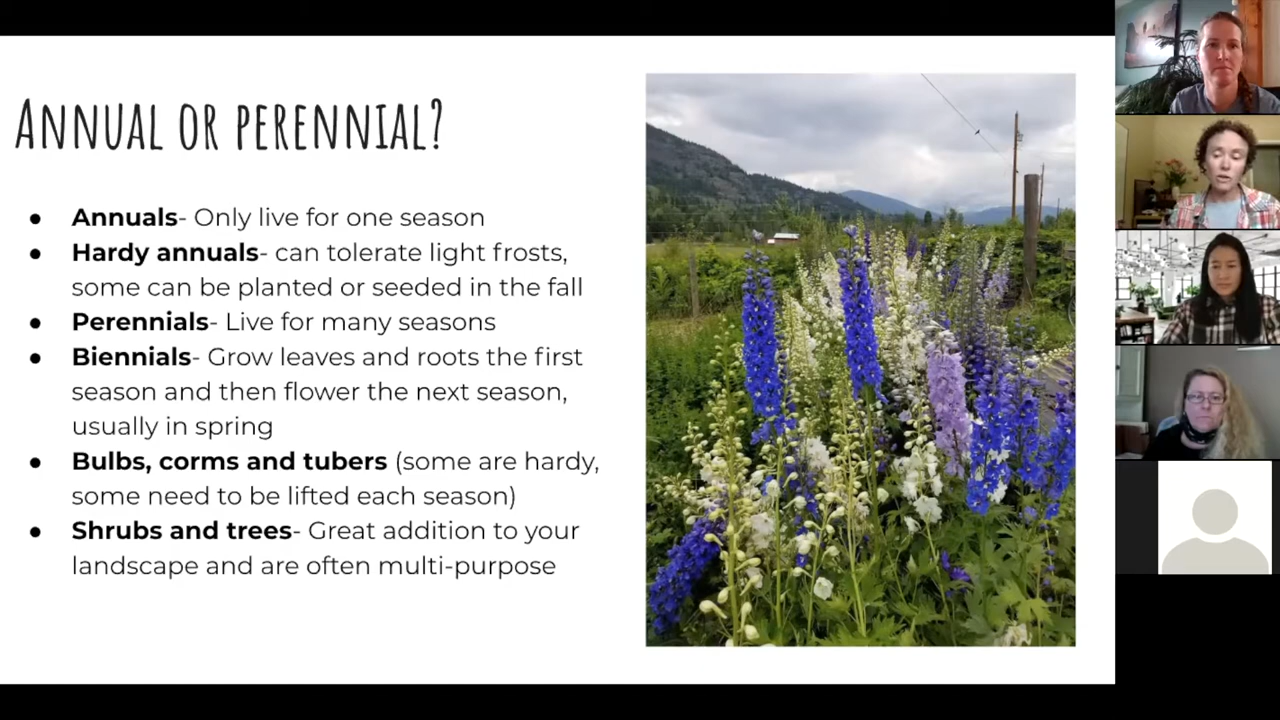 ANNUAL OR PERENNIAL?
● Annuals- Only live for one season
● Hardy annuals- can tolerate light frosts,
some can be planted or seeded in the fall
● Perennials- Live for many seasons
● Biennials- Grow leaves and roots the first
season and then flower the next season,
usually in spring
● Bulbs, corms and tubers (some are hardy,
some need to be lifted each season)
● Shrubs and trees- Great addition to your
landscape and are often multi-purpose